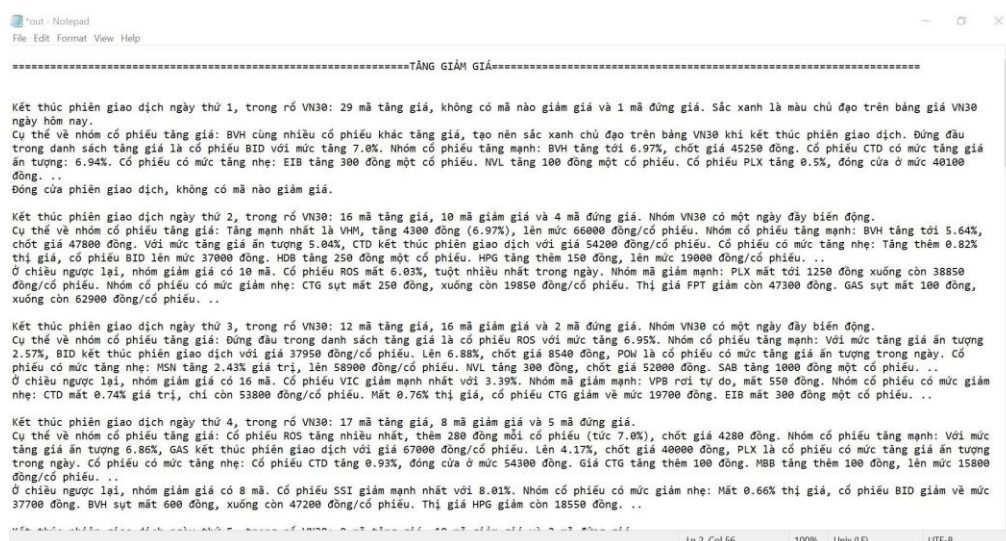 *out - Notepad
File Edit Format View Help
===============================================================TĂNG GIẢM GIÁ====================================================================
Kết thúc phiên giao dịch ngày thứ 1, trong rổ VN30: 29 mã tăng giá, không có mã nào giảm giá và 1 mã đứng giá. Sắc xanh là màu chủ đạo trên bảng giá VN30
ngày hôm nay.
Cụ thể về nhóm cổ phiếu tăng giá: BVH cùng nhiều cổ phiếu khác tăng giá, tạo nên sắc xanh chủ đạo trên bảng VN30 khi kết thúc phiên giao dịch. Đứng đầu
trong danh sách tăng giá là cổ phiếu BID với mức tăng 7.0%. Nhóm cổ phiếu tăng mạnh: BVH tăng tới 6.97%, chốt giá 45250 đồng. Cổ phiếu CTD có mức tăng giá
ấn tượng: 6.94%. Cổ phiếu có mức tăng nhẹ: EIB tăng 300 đồng một cổ phiếu. NVL tăng 100 đồng một cổ phiếu. Cổ phiếu PLX tăng 0.5%, đóng cửa ở mức 40100
đồng. ..
Đóng cửa phiên giao dịch, không có mã nào giảm giá.
Kết thúc phiên giao dịch ngày thứ 2, trong rổ VN30: 16 mã tăng giá, 10 mã giảm giá và 4 mã đứng giá. Nhóm VN30 có một ngày đầy biến động.
Cụ thể về nhóm cổ phiếu tăng giá: Tăng mạnh nhất là VHM, tăng 4300 đồng (6.97%), lên mức 66000 đồng/cổ phiếu. Nhóm cổ phiếu tăng mạnh: BVH tăng tới 5.64%,
chốt giá 47800 đồng. Với mức tăng giá ấn tượng 5.04%, CTD kết thúc phiên giao dịch với giá 54200 đồng/cổ phiếu. Cổ phiếu có mức tăng nhẹ: Tăng thêm 0.82%
thị giá, cổ phiếu BID lên mức 37000 đồng. HDB tăng 250 đồng một cổ phiếu. HPG tăng thêm 150 đồng, lên mức 19000 đồng/cổ phiếu. ..
Ở chiều ngược lại, nhóm giảm giá có 10 mã. Cổ phiếu ROS mất 6.03%, tuột nhiều nhất trong ngày. Nhóm mã giảm mạnh: PLX mất tới 1250 đồng xuống còn 38850
đồng/cổ phiếu. Nhóm cổ phiếu có mức giảm nhẹ: CTG sụt mất 250 đồng, xuống còn 19850 đồng/cổ phiếu. Thị giá FPT giảm còn 47300 đồng. GAS sụt mất 100 đồng,
xuống còn 62900 đồng/cổ phiếu. ..
Kết thúc phiên giao dịch ngày thứ 3, trong rổ VN30: 12 mã tăng giá, 16 mã giảm giá và 2 mã đứng giá. Nhóm VN30 có một ngày đầy biến động.
Cụ thể về nhóm cổ phiếu tăng giá: Đứng đầu trong danh sách tăng giá là cổ phiếu ROS với mức tăng 6.95%. Nhóm cổ phiếu tăng mạnh: Với mức tăng giá ấn tượng
2.57%, BID kết thúc phiên giao dịch với giá 37950 đồng/cổ phiếu. Lên 6.88%, chốt giá 8540 đồng, POW là cổ phiếu có mức tăng giá ấn tượng trong ngày. Cổ
phiếu có mức tăng nhẹ: MSN tăng 2.43% giá trị, lên 58900 đồng/cổ phiếu. NVL tăng 300 đồng, chốt giá 52000 đồng. SAB tăng 1000 đồng một cổ phiếu. ..
Ở chiều ngược lại, nhóm giảm giá có 16 mã. Cổ phiếu VIC giảm mạnh nhất với 3.39%. Nhóm mã giảm mạnh: VPB rơi tự do, mất 550 đồng. Nhóm cổ phiếu có mức giảm
nhẹ: CTD mất 0.74% giá trị, chỉ còn 53800 đồng/cổ phiếu. Mất 0.76% thị giá, cổ phiếu CTG giảm về mức 19700 đồng. EIB mất 300 đồng một cổ phiếu. ..
Kết thúc phiên giao dịch ngày thứ 4, trong rổ VN30: 17 mã tăng giá, 8 mã giảm giá và 5 mã đứng giá.
Cụ thể về nhóm cổ phiếu tăng giá: Cổ phiếu ROS tăng nhiều nhất, thêm 280 đồng mỗi cổ phiếu (tức 7.0%), chốt giá 4280 đồng. Nhóm cổ phiếu tăng mạnh: Với mức
tăng giá ấn tượng 6.86%, GAS kết thúc phiên giao dịch với giá 67000 đồng/cổ phiếu. Lên 4.17%, chốt giá 40000 đồng, PLX là cổ phiếu có mức tăng giá ấn tượng
trong ngày. Cổ phiếu có mức tăng nhẹ: Cổ phiếu CTD tăng 0.93%, đóng cửa ở mức 54300 đồng. Giá CTG tăng thêm 100 đồng. MBB tăng thêm 100 đồng, lên mức 15800
đồng/cổ phiếu. ..
Ở chiều ngược lại, nhóm giảm giá có 8 mã. Cổ phiếu SSI giảm mạnh nhất với 8.01%. Nhóm cổ phiếu có mức giảm nhẹ: Mất 0.66% thị giá, cổ phiếu BID giảm về mức
37700 đồng. BVH sụt mất 600 đồng, xuống còn 47200 đồng/cổ phiếu. Thị giá HPG giảm còn 18550 đồng. ..
Ln 2, Col 56 100% Unix (LF) UTF-8